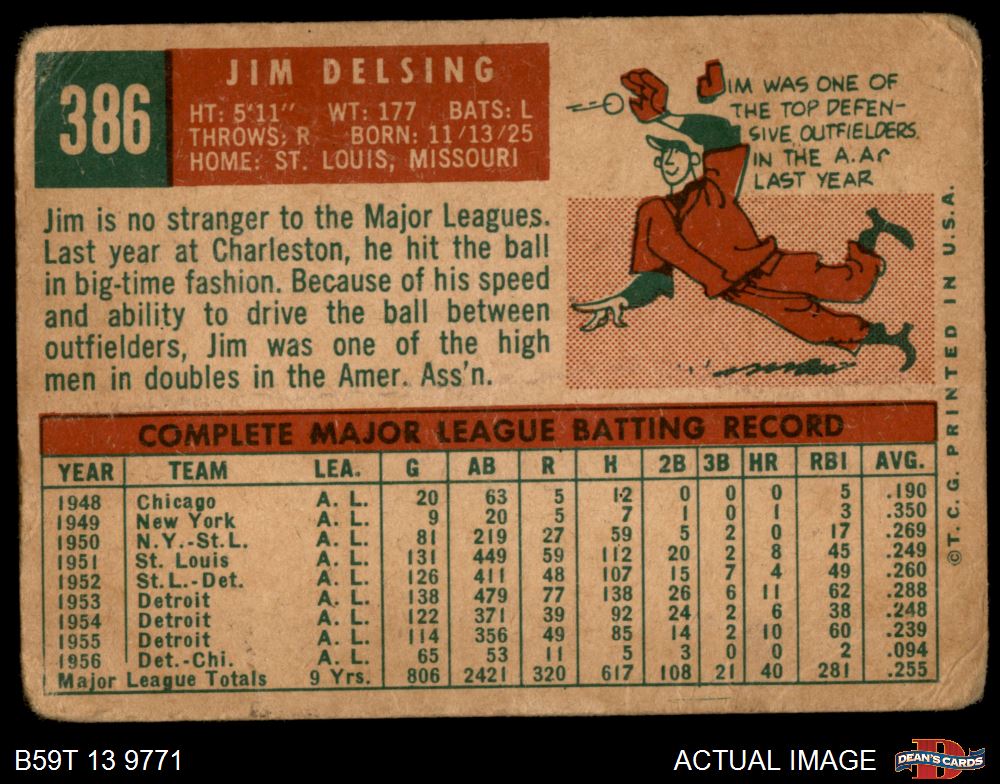 386
JIM DELSING
HT: 5'11" WT: 177 BATS: L
THROWS: R BORN: 11/13/25
HOME: ST. LOUIS, MISSOURI
JIM WAS ONE OF
THE TOP DEFEN-
SIVE OUTFIELDERS
IN THE A.A.
LAST YEAR
Jim is no stranger to the Major Leagues.
Last year at Charleston, he hit the ball
in big-time fashion. Because of his speed
and ability to drive the ball between
outfielders, Jim was one of the high
men in doubles in the Amer. Ass'n.
COMPLETE MAJOR LEAGUE BATTING RECORD
YEAR TEAM LEA. G AB R H 2B 3B HR RBI AVG.
1948 Chicago A. L. 20 63 5 12 0 0 0 5 .190
1949 New York A. L. 9 20 5 7 1 0 1 3 .350
1950 N.Y.-St.L. A. L. 81 219 27 59 5 2 0 17 .269
1951 St. Louis A. L. 131 449 59 112 20 2 8 45 .249
1952 St.L.-Det. A. L. 126 411 48 107 15 7 4 49 .260
1953 Detroit A. L. 138 479 77 138 26 6 11 62 .288
1954 Detroit A. L. 122 371 39 92 24 2 6 38 .248
1955 Detroit A. L. 114 356 49 85 14 2 10 60 .239
1956 Det.-Chi. A. L. 65 53 11 5 3 0 0 2 .094
Major League Totals 9 Yrs. 806 2421 320 617 108 21 40 281 .255
©T.C.G. PRINTED IN U.S.A.
B59T 13 9771
ACTUAL IMAGE
D
DEAN'S CARDS